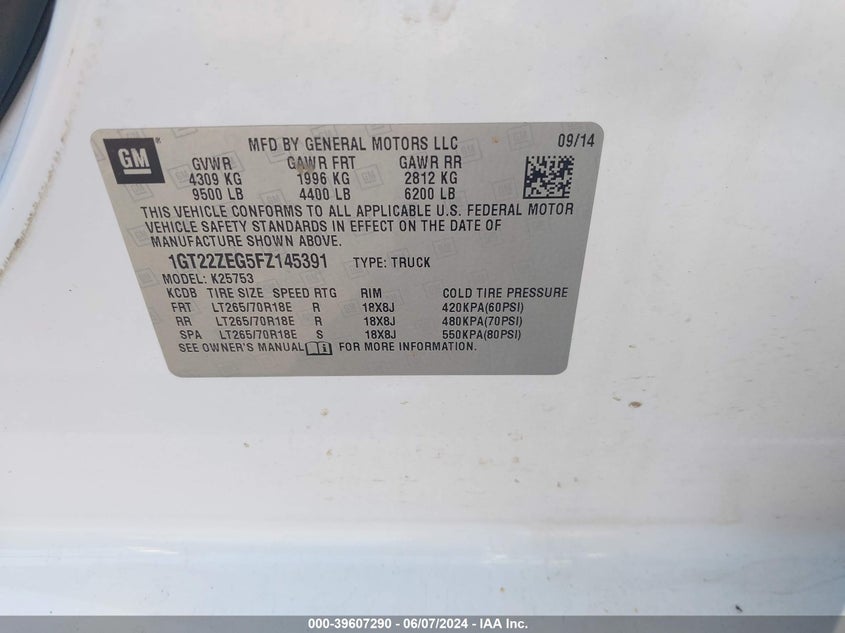 GM
MFD BY GENERAL MOTORS LLC 09/14
GVWR GAWR FRT GAWR RR
4309 KG 1996 KG 2812 KG
9500 LB 4400 LB 6200 LB
THIS VEHICLE CONFORMS TO ALL APPLICABLE U.S. FEDERAL MOTOR
VEHICLE SAFETY STANDARDS IN EFFECT ON THE DATE OF
MANUFACTURE SHOWN ABOVE.
1GT22ZEG5FZ145391 TYPE: TRUCK
MODEL: K25753
KCDB TIRE SIZE SPEED RTG RIM COLD TIRE PRESSURE
FRT LT265/70R18E R 18X8J 420KPA(60PSI)
RR LT265/70R18E R 18X8J 480KPA(70PSI)
SPA LT265/70R18E S 18X8J 550KPA(80PSI)
SEE OWNER'S MANUAL FOR MORE INFORMATION.
000-39607290 - 06/07/2024 - IAA Inc.